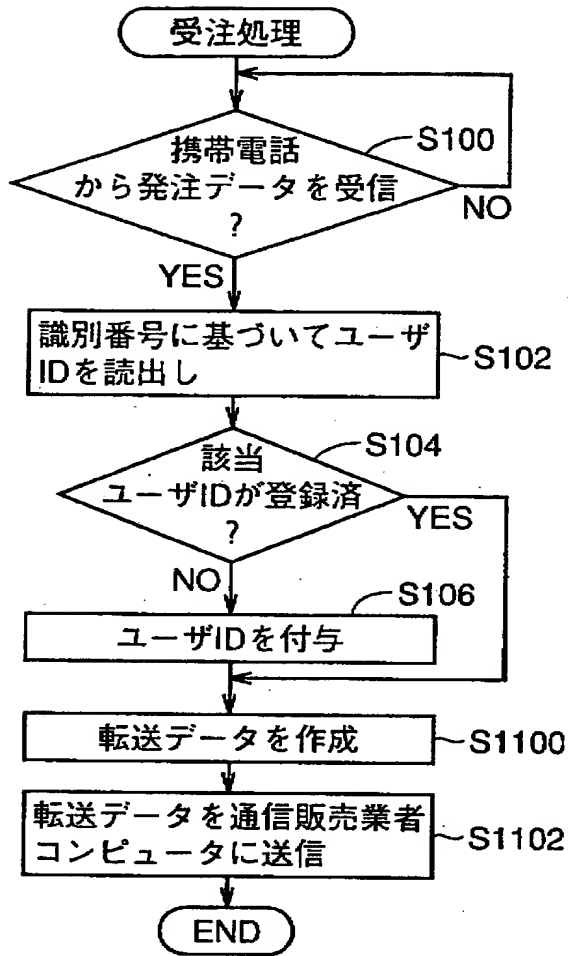 受注処理
携帯電話
から発注データを受信
?
S100
NO
YES
識別番号に基づいてユーザ
IDを読出し
S102
該当
ユーザIDが登録済
?
S104
YES
NO
S106
ユーザIDを付与
転送データを作成
S1100
転送データを通信販売業者
コンピュータに送信
S1102
END